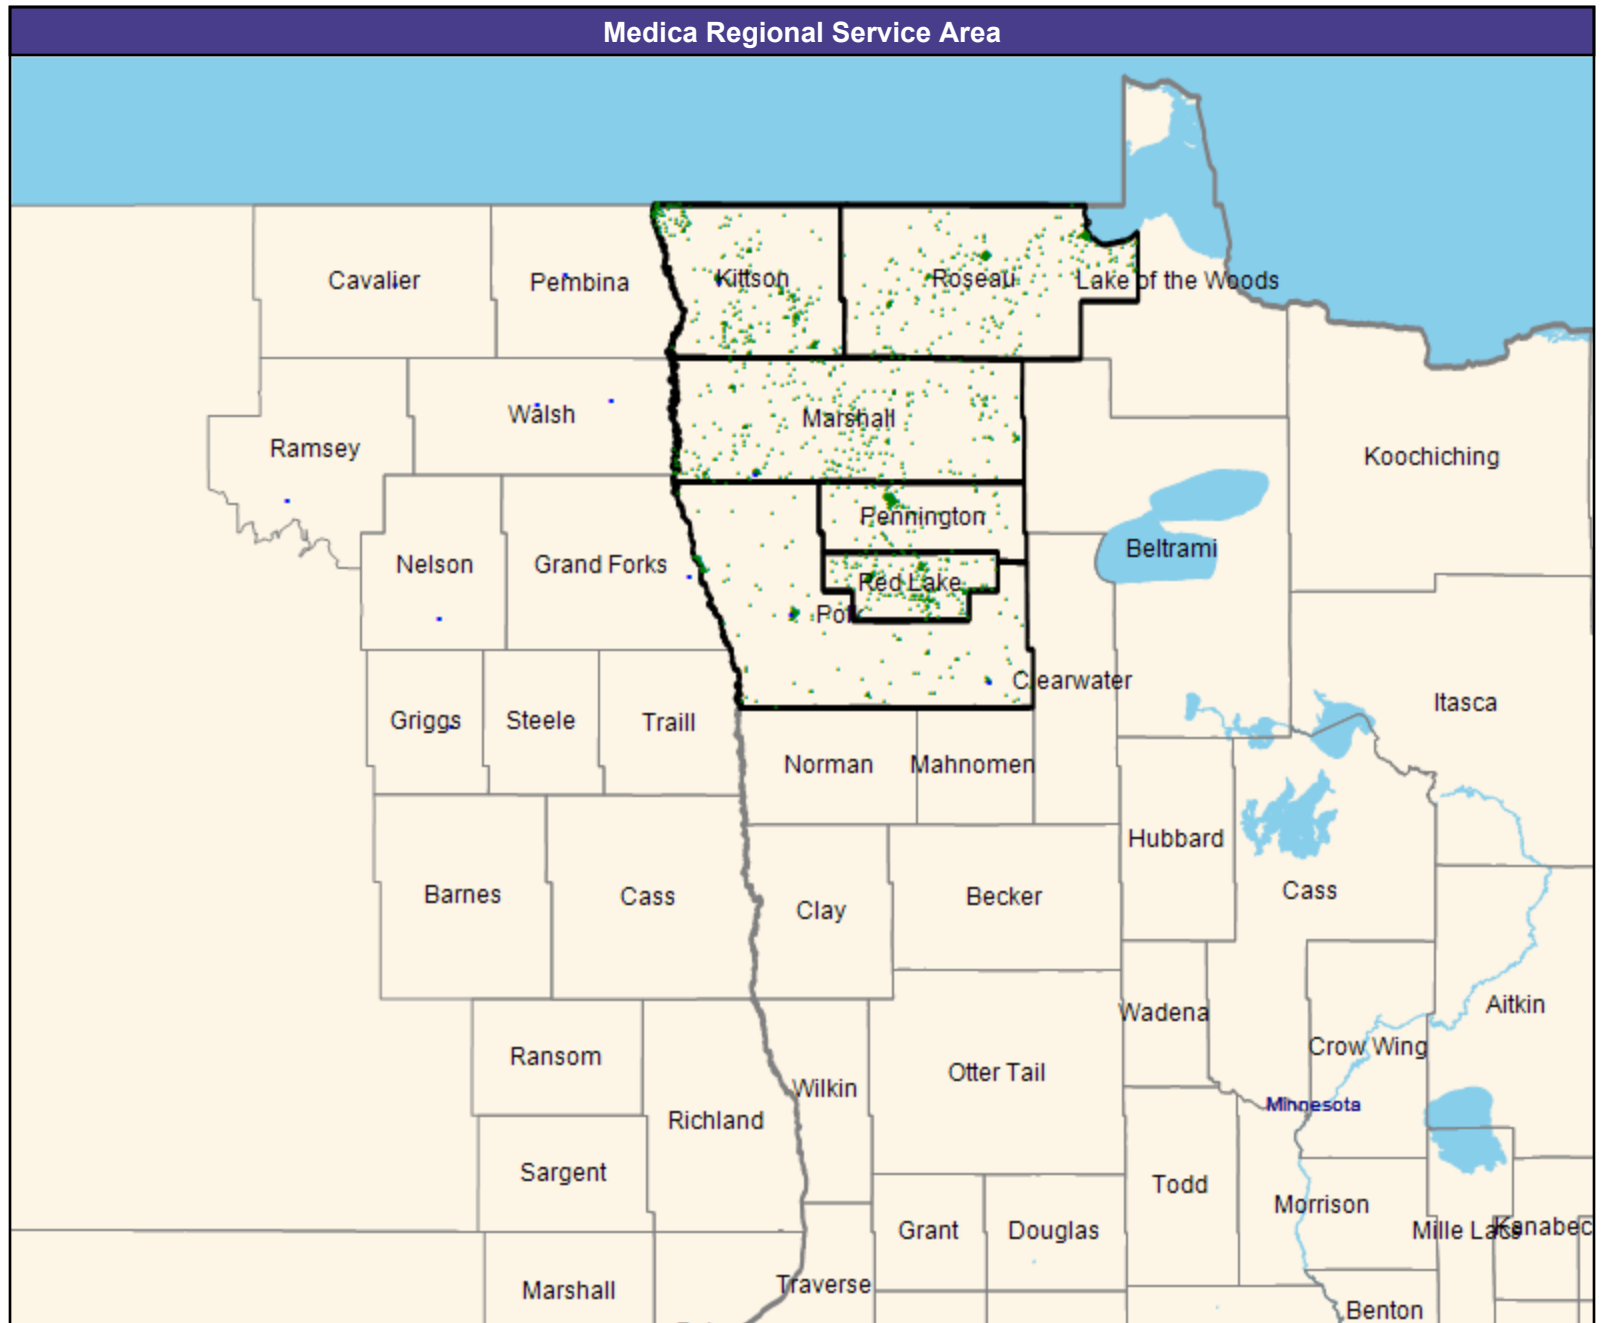 Medica Regional Service Area
Cavalier
Pembina
Kittson
Roseau
Lake of the Woods
Walsh
Marshall
Ramsey
Koochiching
Pennington
Beltrami
Nelson
Grand Forks
Red Lake
Polk
Clearwater
Itasca
Griggs
Steele
Traill
Norman
Mahnomen
Hubbard
Barnes
Cass
Clay
Becker
Cass
Wadena
Aitkin
Ransom
Otter Tail
Crow Wing
Wilkin
Minnesota
Richland
Sargent
Todd
Morrison
Grant
Douglas
Mille Lacs
Kanabec
Marshall
Traverse
Benton